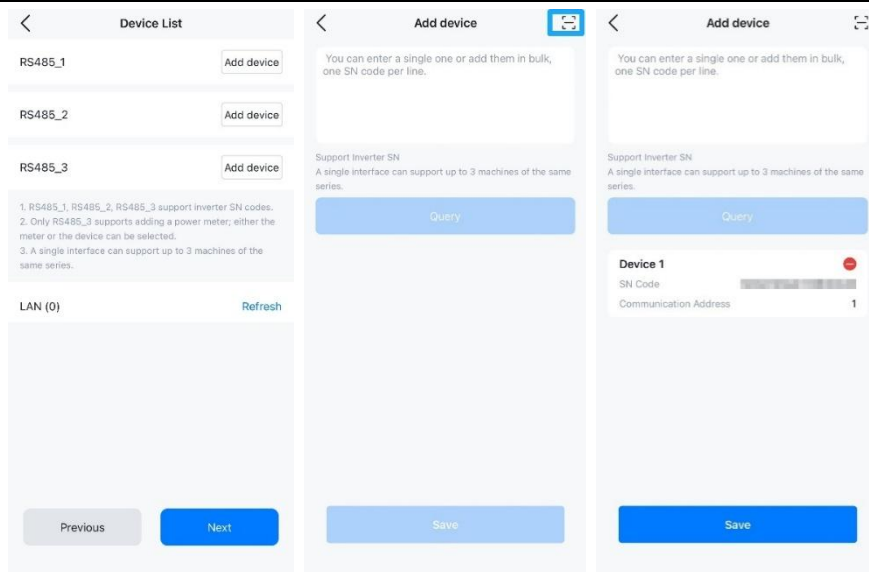 Device List
RS485_1
Add device
RS485_2
Add device
RS485_3
Add device
1. RS485_1, RS485_2, RS485_3 support inverter SN codes.
2. Only RS485_3 supports adding a power meter; either the
meter or the device can be selected.
3. A single interface can support up to 3 machines of the
same series.
LAN (0)
Refresh
Previous
Next
Add device
You can enter a single one or add them in bulk,
one SN code per line.
Support Inverter SN
A single interface can support up to 3 machines of the same
series.
Query
Save
Add device
You can enter a single one or add them in bulk,
one SN code per line.
Support Inverter SN
A single interface can support up to 3 machines of the same
series.
Query
Device 1
SN Code
Communication Address
1
Save